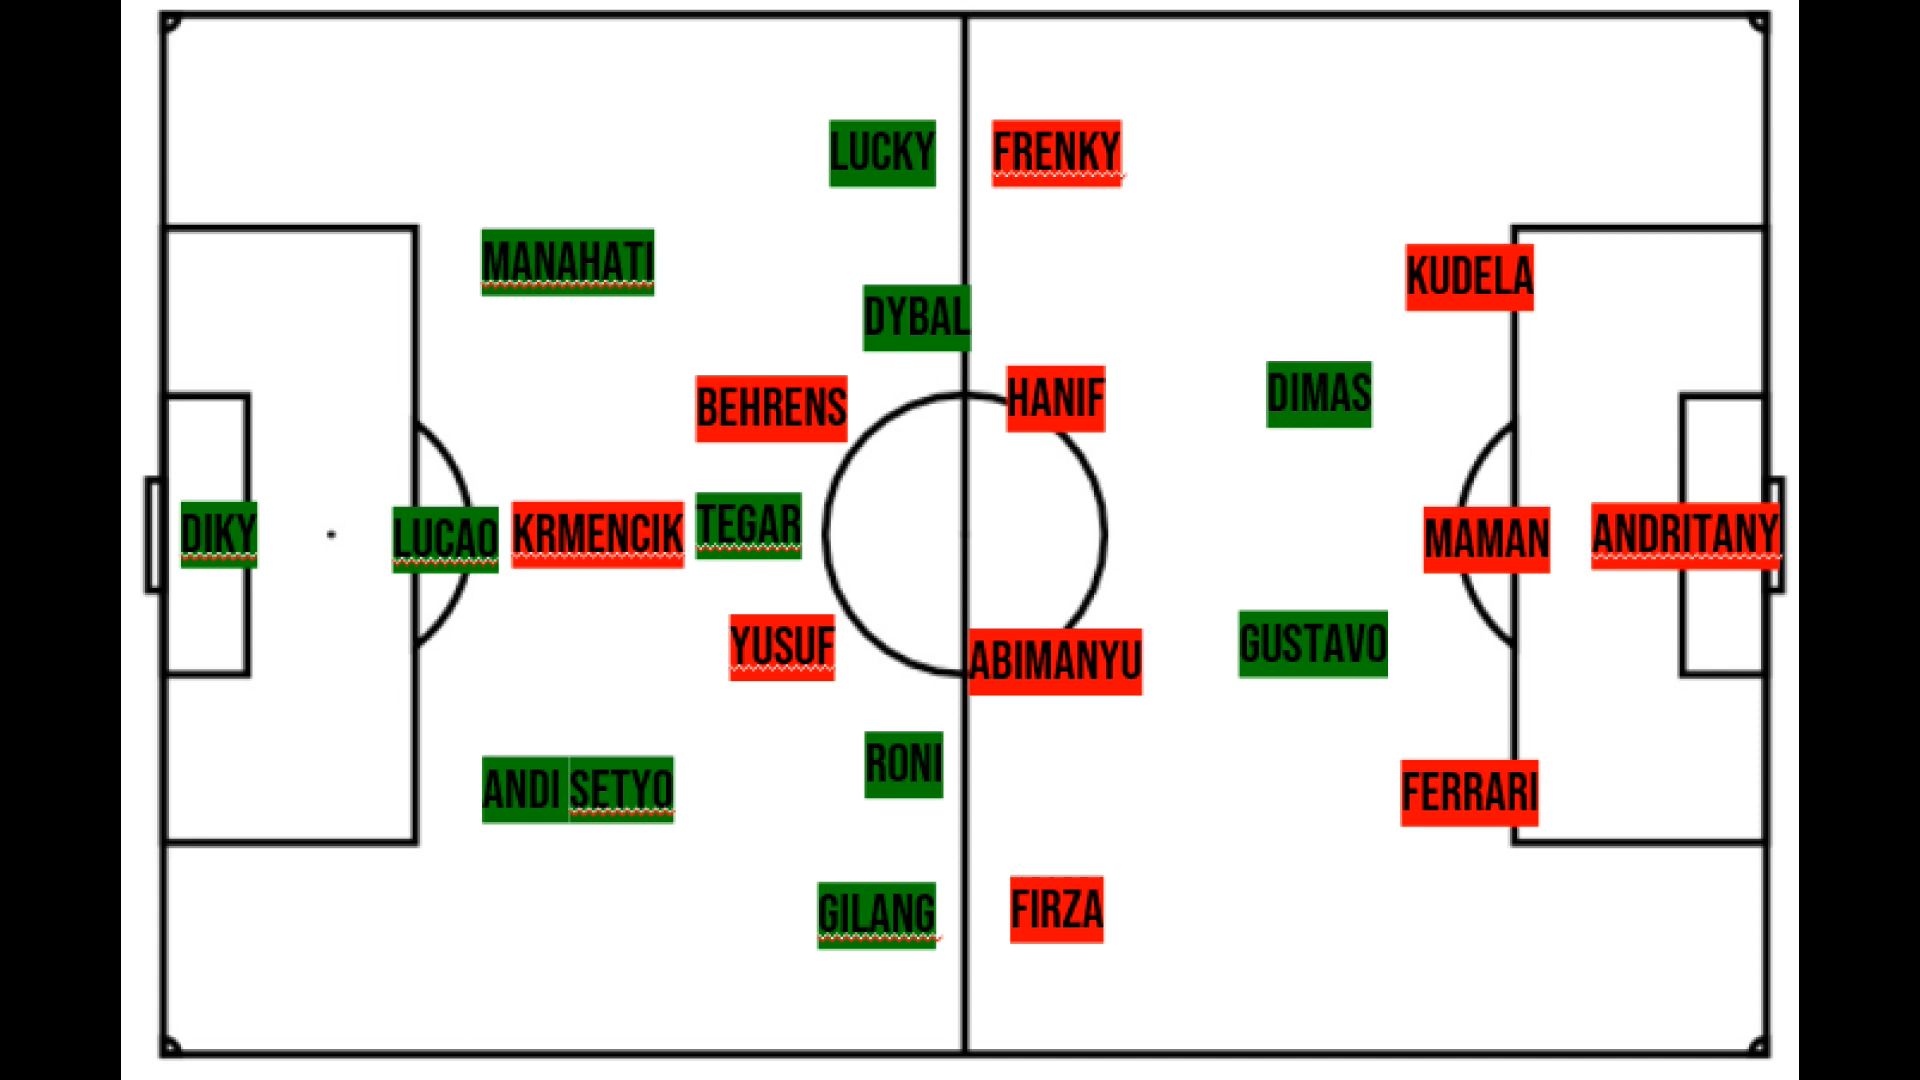 LUCKY
FRENKY
MANAHATI
KUDELA
DYBAL
DIMAS
HANIF
BEHRENS
DIKY
LUCAO
KRMENCIK
TEGAR
MAMAN
ANDRITANY
YUSUF
ABIMANYU
GUSTAVO
RONI
ANDI SETYO
FERRARI
GILANG
FIRZA